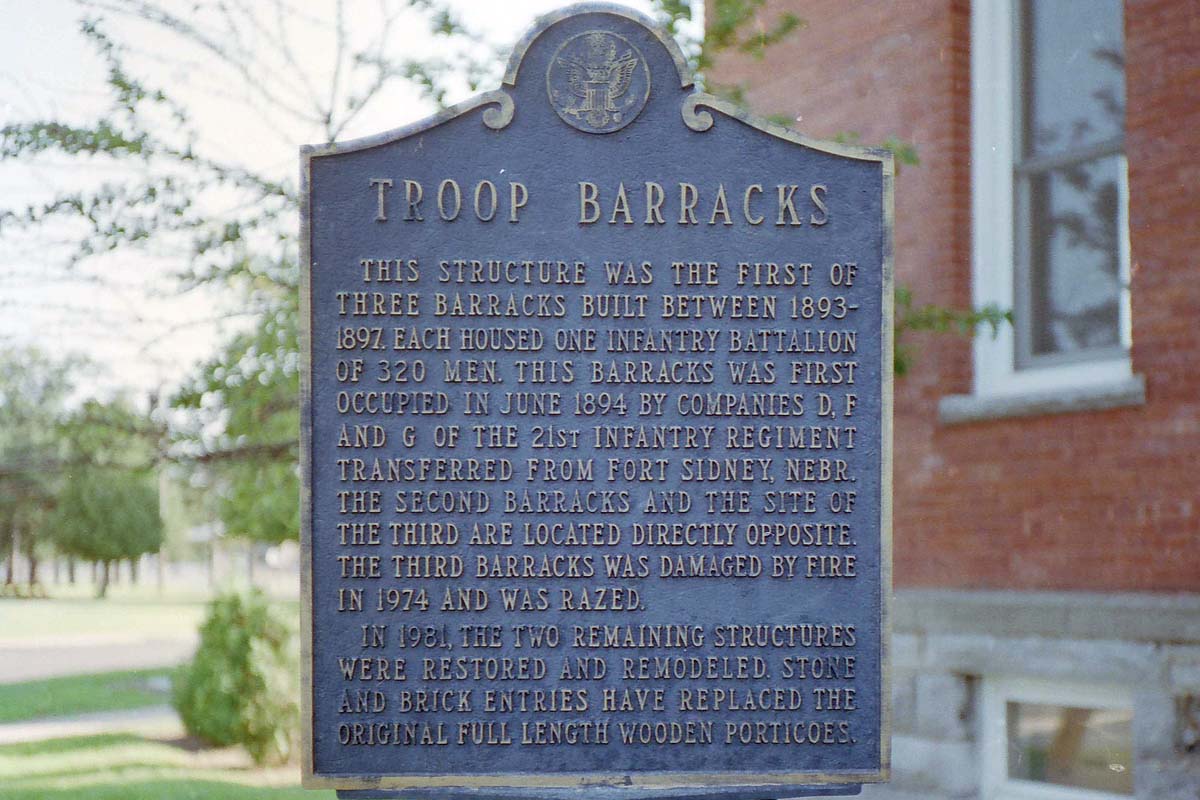 TROOP BARRACKS
THIS STRUCTURE WAS THE FIRST OF
THREE BARRACKS BUILT BETWEEN 1893-
1897. EACH HOUSED ONE INFANTRY BATTALION
OF 320 MEN. THIS BARRACKS WAS FIRST
OCCUPIED IN JUNE 1894 BY COMPANIES D, F
AND G OF THE 21ST INFANTRY REGIMENT
TRANSFERRED FROM FORT SIDNEY, NEBR.
THE SECOND BARRACKS AND THE SITE OF
THE THIRD ARE LOCATED DIRECTLY OPPOSITE.
THE THIRD BARRACKS WAS DAMAGED BY FIRE
IN 1974 AND WAS RAZED.
IN 1981, THE TWO REMAINING STRUCTURES
WERE RESTORED AND REMODELED. STONE
AND BRICK ENTRIES HAVE REPLACED THE
ORIGINAL FULL LENGTH WOODEN PORTICOES.